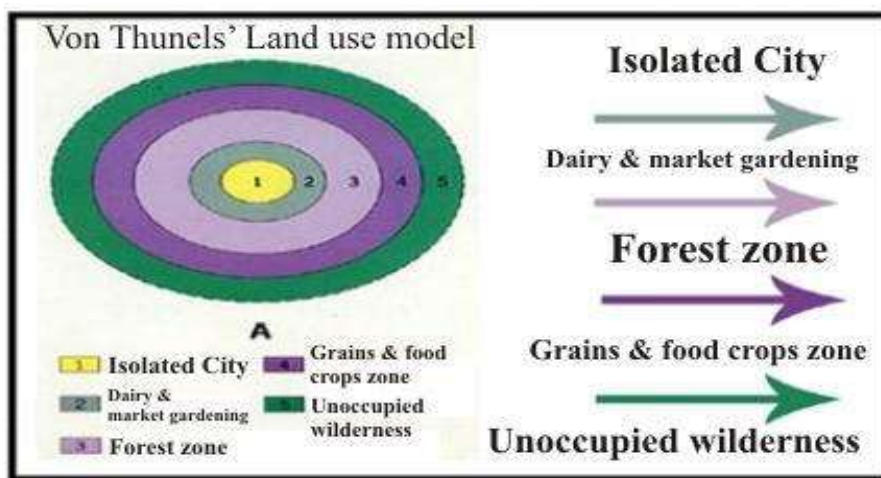 Von Thunels' Land use model
1
2
3
4
5
A
1 Isolated City
2 Dairy &
market gardening
3 Forest zone
4 Grains & food
crops zone
5 Unoccupied
wilderness
Isolated City
Dairy & market gardening
Forest zone
Grains & food crops zone
Unoccupied wilderness